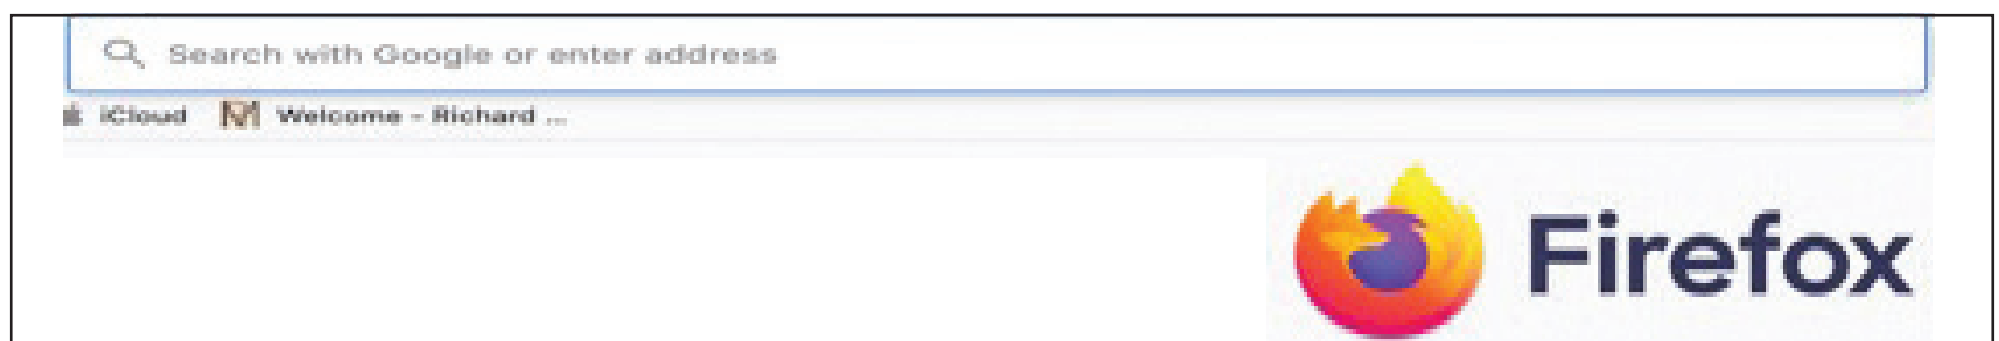 Search with Google or enter address
iCloud Welcome - Richard ...
Firefox